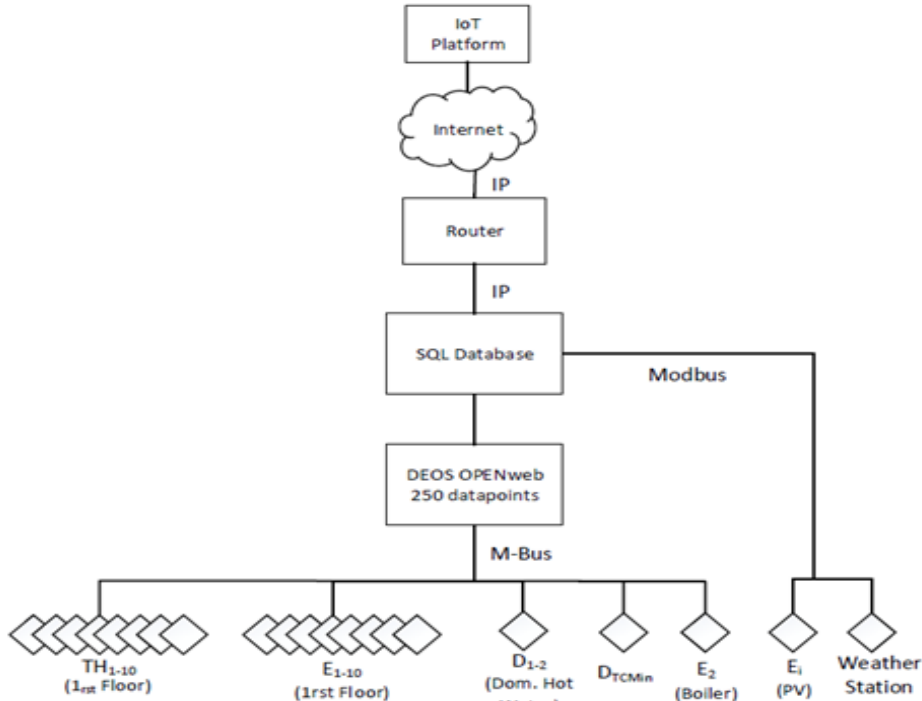 IoT
Platform
Internet
IP
Router
IP
SQL Database
Modbus
DEOS OPENweb
250 datapoints
M-Bus
TH1-10
(1rst Floor)
E1-10
(1rst Floor)
D1-2
(Dom. Hot
DTCMin
E2
(Boiler)
Ei
(PV)
Weather
Station